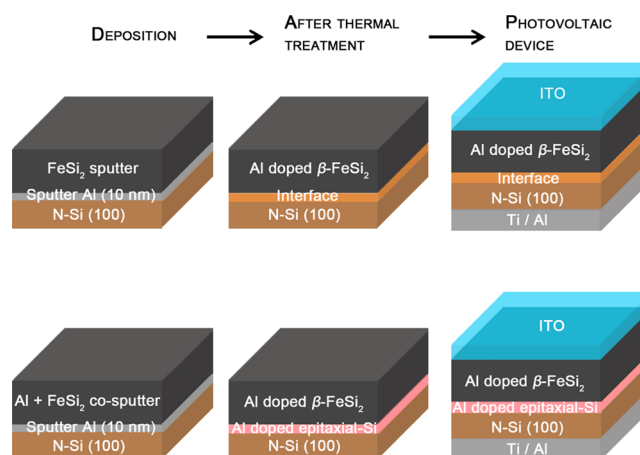 DEPOSITION
AFTER THERMAL
TREATMENT
PHOTOVOLTAIC
DEVICE
FeSi₂ sputter
Sputter Al (10 nm)
N-Si (100)
Al doped β-FeSi₂
Interface
N-Si (100)
ITO
Al doped β-FeSi₂
Interface
N-Si (100)
Ti / Al
Al + FeSi₂ co-sputter
Sputter Al (10 nm)
N-Si (100)
Al doped β-FeSi₂
Al doped epitaxial-Si
N-Si (100)
ITO
Al doped β-FeSi₂
Al doped epitaxial-Si
N-Si (100)
Ti / Al